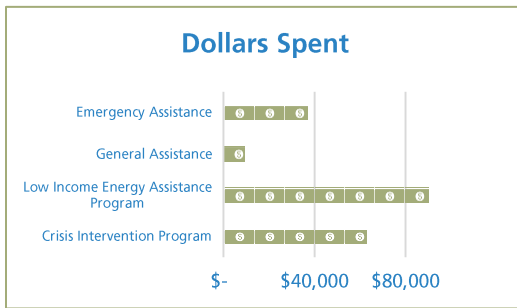 Dollars Spent
Emergency Assistance
General Assistance
Low Income Energy Assistance
Program
Crisis Intervention Program
$-
$40,000
$80,000